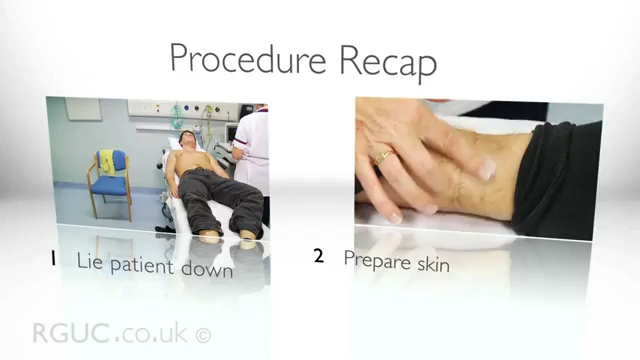 Procedure Recap
1 Lie patient down
2 Prepare skin
RGUC.co.uk ©